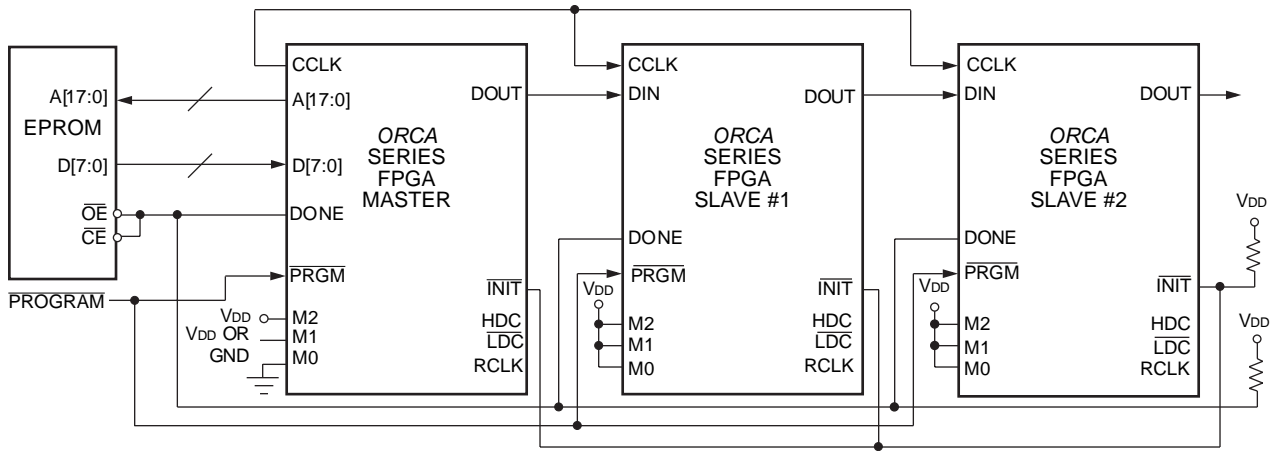 A[17:0]
EPROM
D[7:0]
OE
CE
PROGRAM
CCLK
A[17:0]
DOUT
D[7:0]
ORCA
SERIES
FPGA
MASTER
DONE
PRGM
INIT
VDD
M2
HDC
VDD OR
M1
LDC
GND
M0
RCLK
CCLK
DIN
DOUT
ORCA
SERIES
FPGA
SLAVE #1
DONE
PRGM
VDD
INIT
M2
HDC
M1
LDC
M0
RCLK
CCLK
DIN
DOUT
ORCA
SERIES
FPGA
SLAVE #2
DONE
PRGM
VDD
INIT
M2
HDC
M1
LDC
M0
RCLK
VDD
VDD